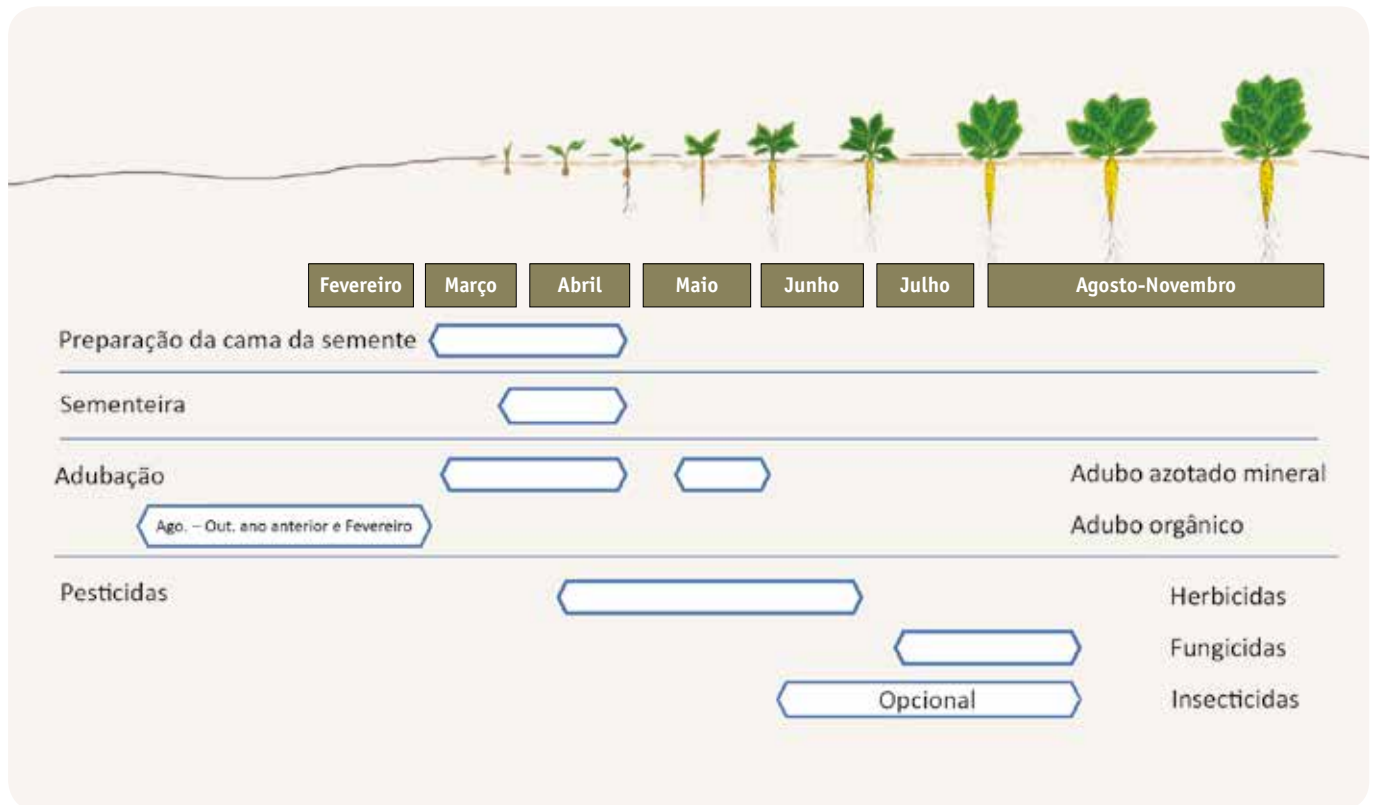 Fevereiro Março Abril Maio Junho Julho Agosto-Novembro
Preparação da cama da semente
Sementeira
Adubação Adubo azotado mineral
Ago. – Out. ano anterior e Fevereiro Adubo orgânico
Pesticidas Herbicidas
Fungicidas
Opcional Insecticidas